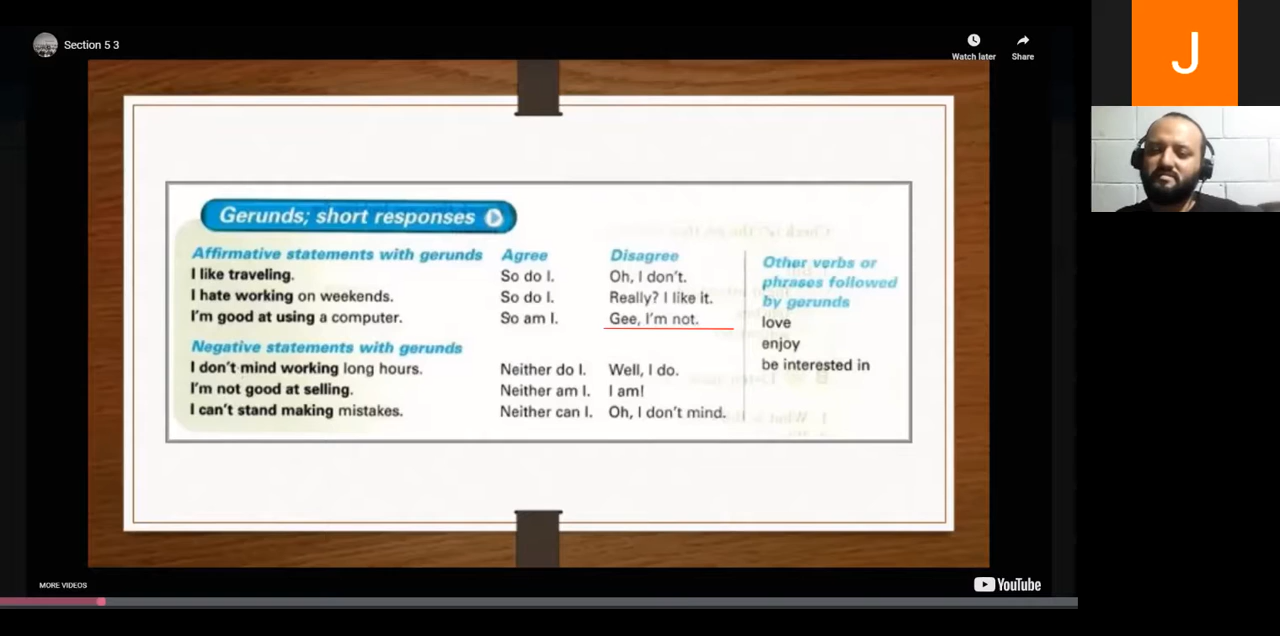 Section 5 3
Watch later
Share
J
Gerunds; short responses
Affirmative statements with gerunds Agree Disagree
I like traveling. So do I. Oh, I don't.
I hate working on weekends. So do I. Really? I like it.
I'm good at using a computer. So am I. Gee, I'm not.
Negative statements with gerunds
I don't mind working long hours. Neither do I. Well, I do.
I'm not good at selling. Neither am I. I am!
I can't stand making mistakes. Neither can I. Oh, I don't mind.
Other verbs or
phrases followed
by gerunds
love
enjoy
be interested in
MORE VIDEOS
YouTube